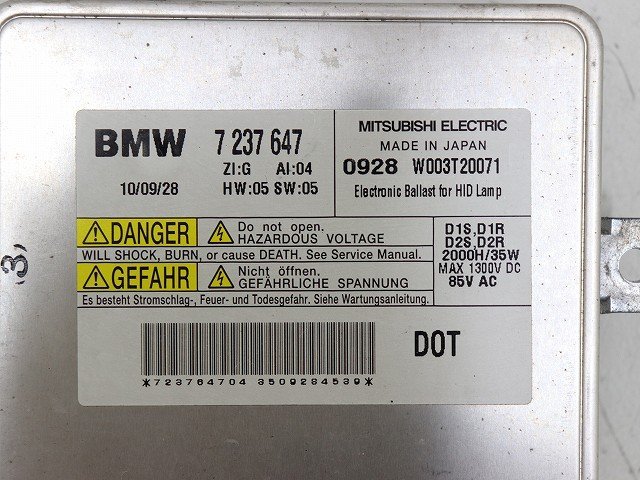 BMW 7 237 647
ZI:G AI:04
10/09/28 HW:05 SW:05
MITSUBISHI ELECTRIC
MADE IN JAPAN
0928 W003T20071
Electronic Ballast for HID Lamp
DANGER Do not open.
HAZARDOUS VOLTAGE
WILL SHOCK, BURN, or cause DEATH. See Service Manual.
GEFAHR Nicht öffnen.
GEFÄHRLICHE SPANNUNG
Es besteht Stromschlag-, Feuer- und Todesgefahr. Siehe Wartungsanleitung.
D1S,D1R
D2S,D2R
2000H/35W
MAX 1300V DC
85V AC
*723764704 3509284539*
DOT
3,